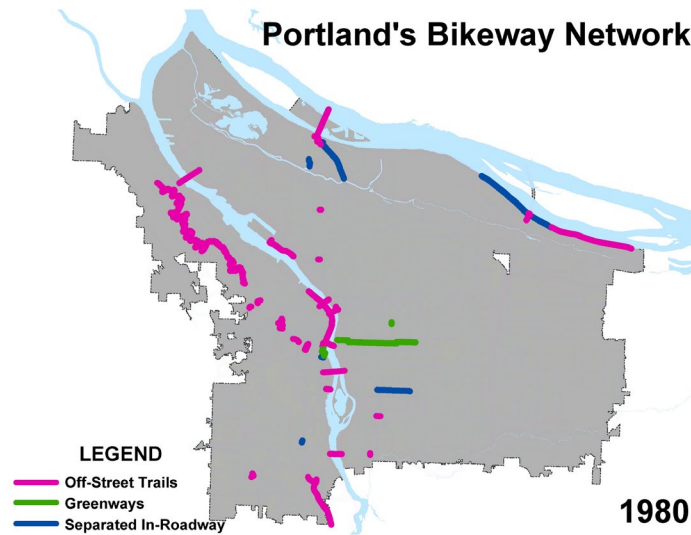 Portland's Bikeway Network
LEGEND
Off-Street Trails
Greenways
Separated In-Roadway
1980